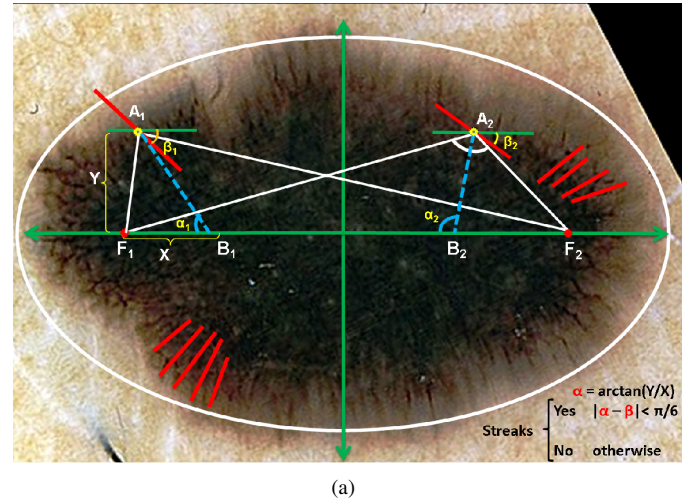 A₁
A₂
β₁
β₂
Y
α₁
α₂
F₁
X
B₁
B₂
F₂
α = arctan(Y/X)
Streaks
Yes |α – β| < π/6
No otherwise
(a)